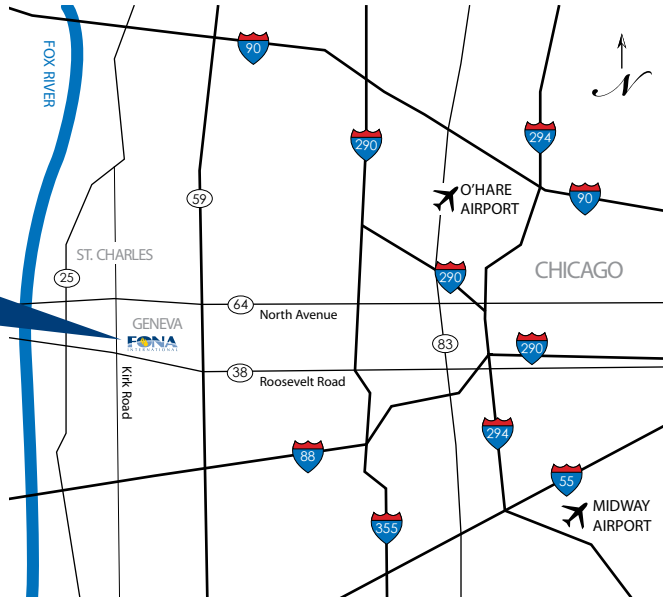 FOX RIVER
90
N
290
294
59
O'HARE
AIRPORT
90
ST. CHARLES
25
290
CHICAGO
64
North Avenue
GENEVA
FONA
INTERNATIONAL
83
290
38
Roosevelt Road
Kirk Road
294
88
55
MIDWAY
AIRPORT
355